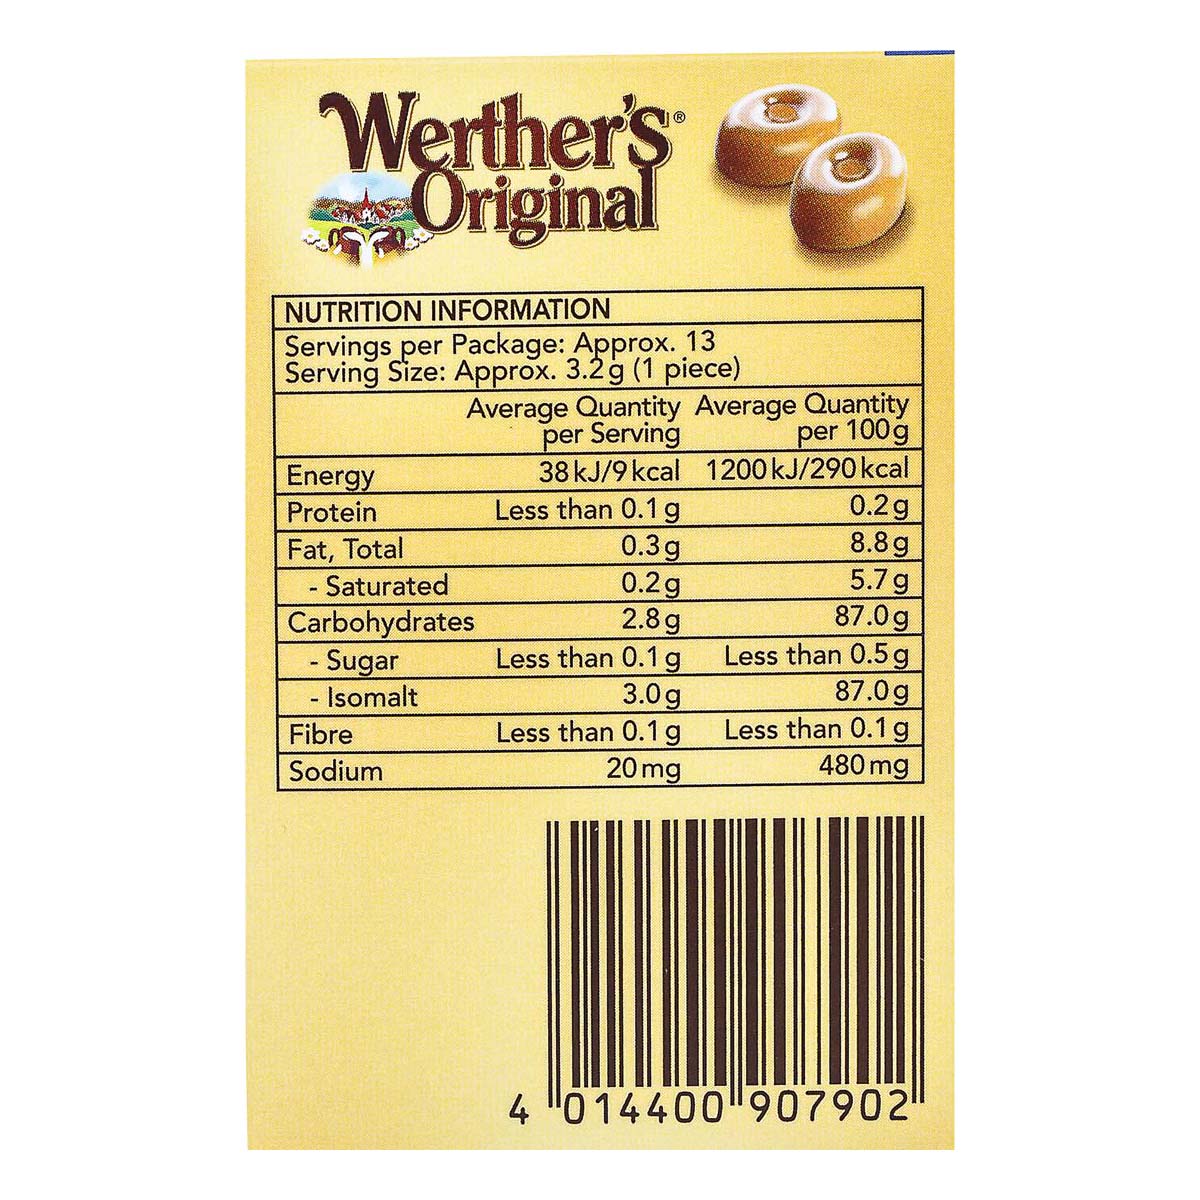 Werther's®
Original
NUTRITION INFORMATION
Servings per Package: Approx. 13
Serving Size: Approx. 3.2g (1 piece)
Average Quantity per Serving Average Quantity per 100g
Energy 38kJ/9kcal 1200kJ/290kcal
Protein Less than 0.1g 0.2g
Fat, Total 0.3g 8.8g
- Saturated 0.2g 5.7g
Carbohydrates 2.8g 87.0g
- Sugar Less than 0.1g Less than 0.5g
- Isomalt 3.0g 87.0g
Fibre Less than 0.1g Less than 0.1g
Sodium 20mg 480mg
4 014400 907902